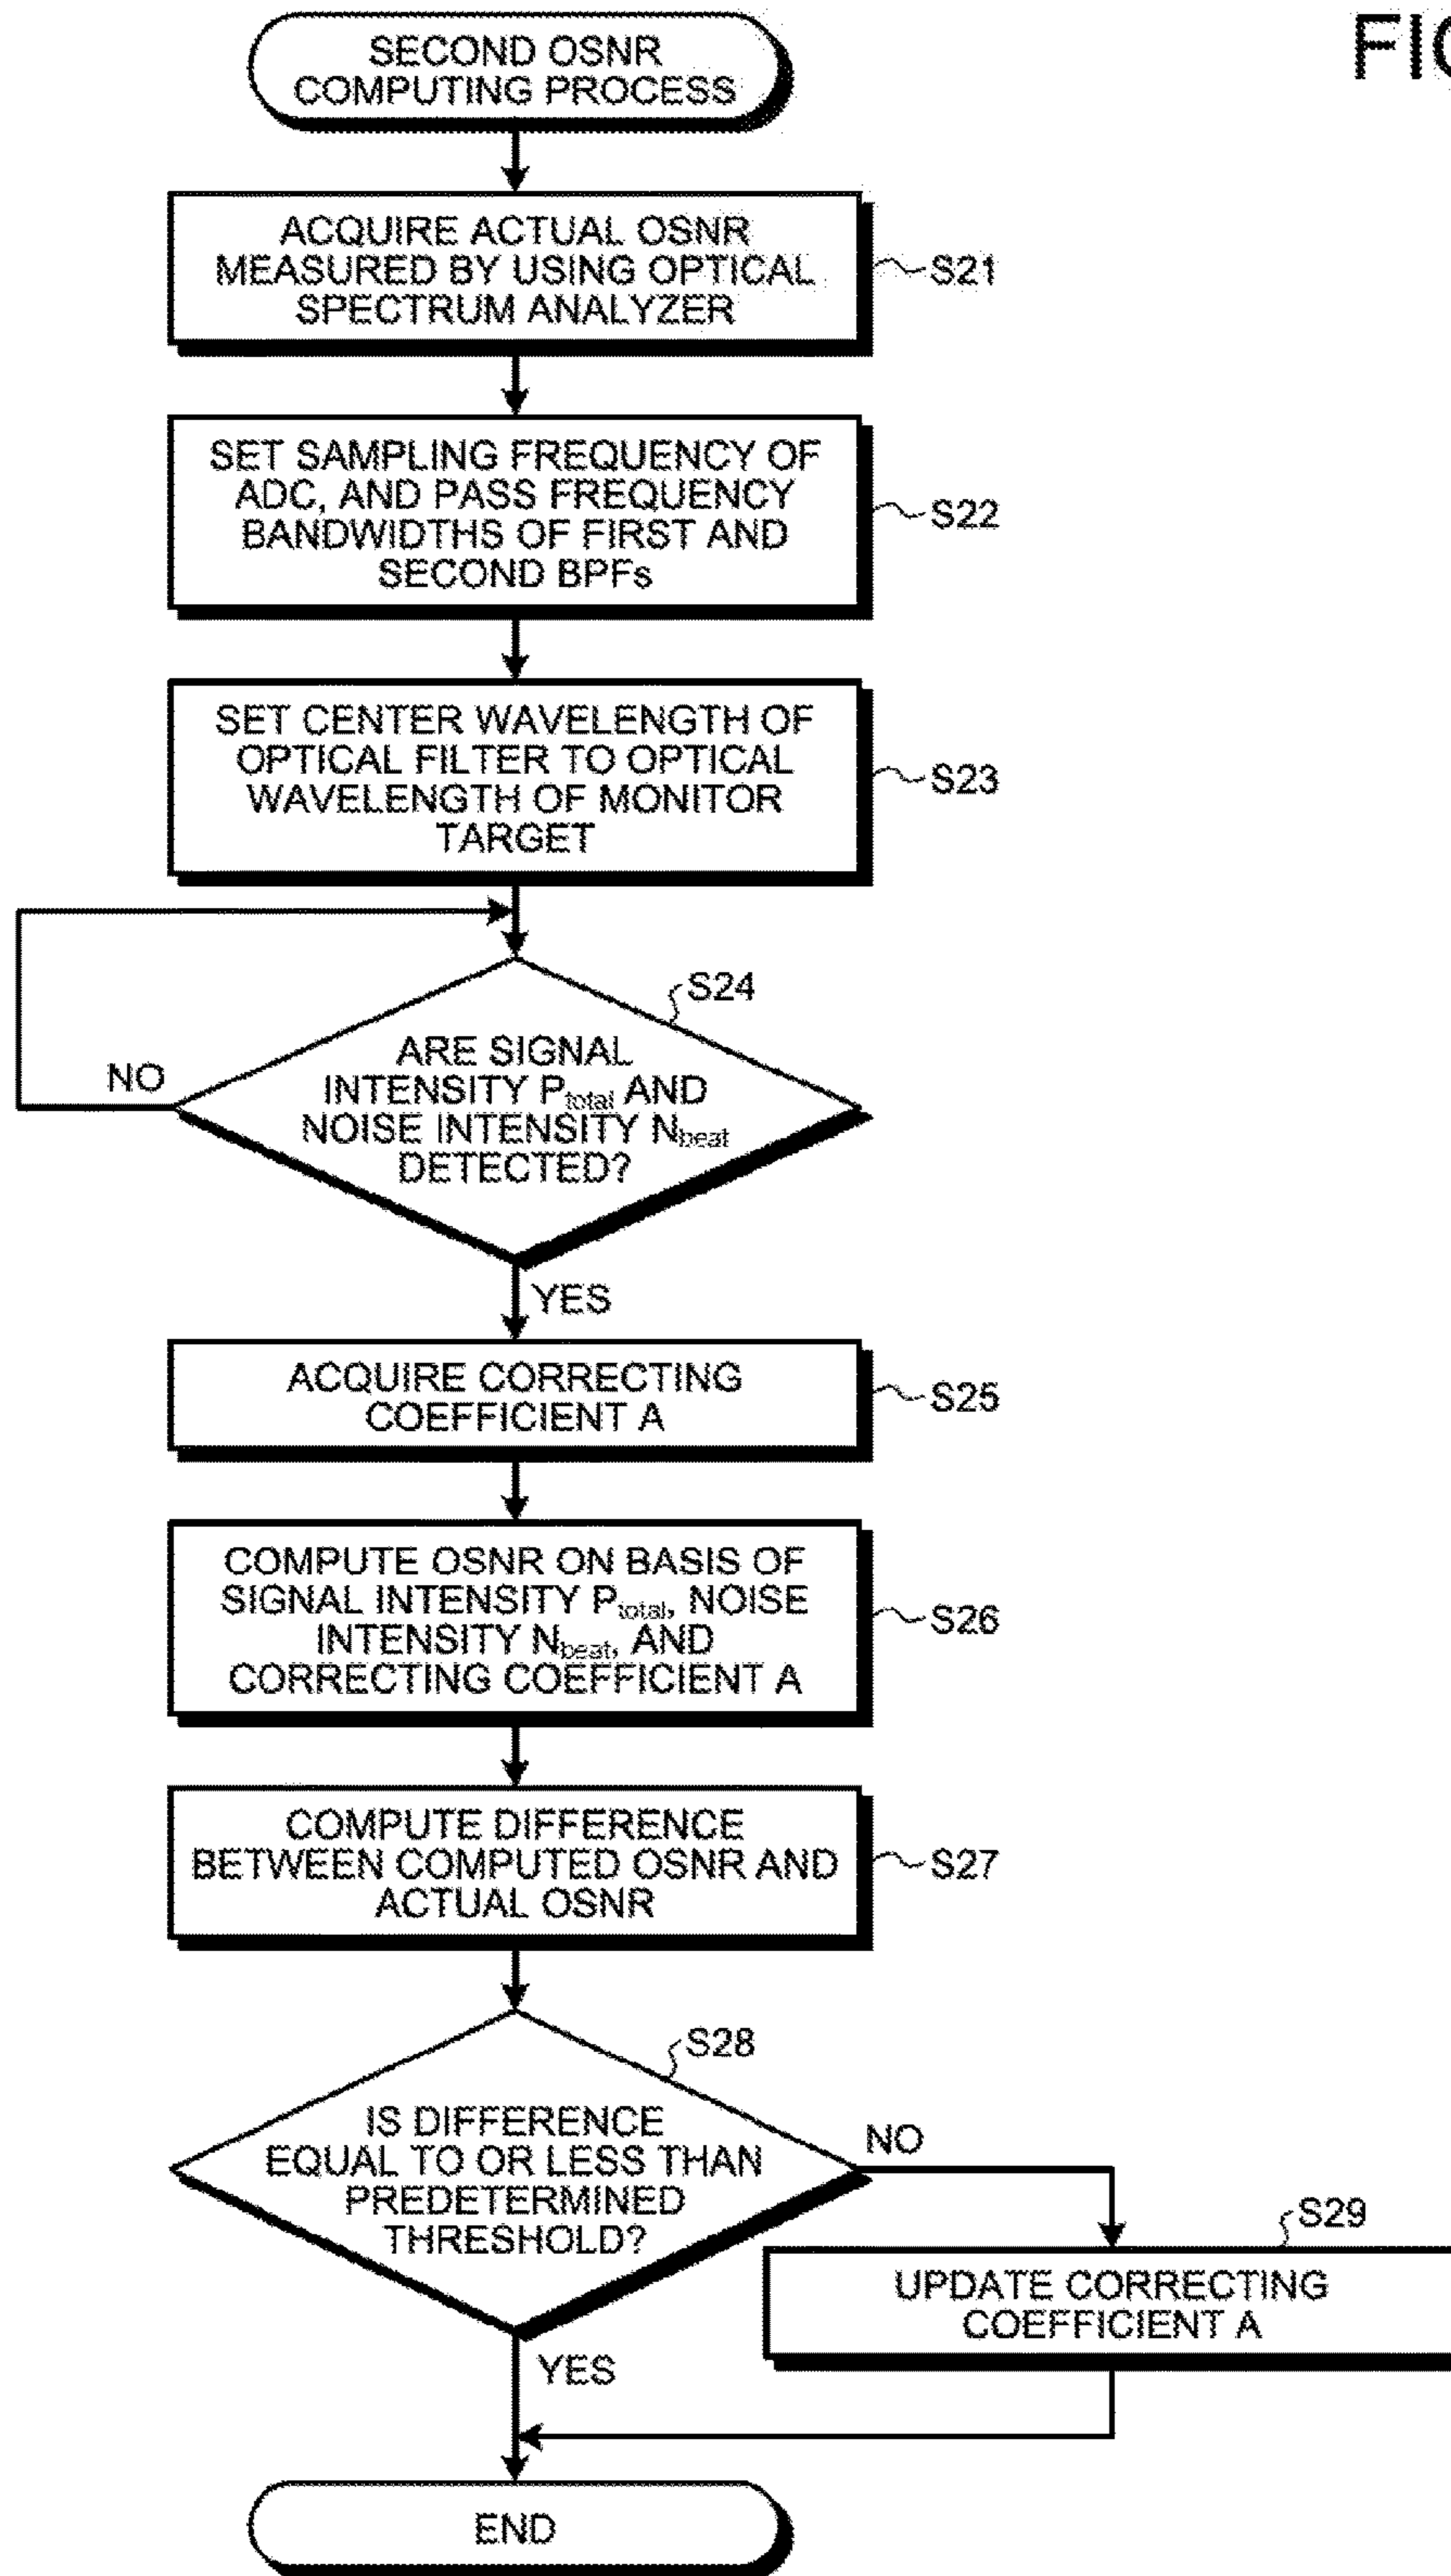 FIG
SECOND OSNR
COMPUTING PROCESS
ACQUIRE ACTUAL OSNR
MEASURED BY USING OPTICAL
SPECTRUM ANALYZER
S21
SET SAMPLING FREQUENCY OF
ADC, AND PASS FREQUENCY
BANDWIDTHS OF FIRST AND
SECOND BPFs
S22
SET CENTER WAVELENGTH OF
OPTICAL FILTER TO OPTICAL
WAVELENGTH OF MONITOR
TARGET
S23
S24
ARE SIGNAL
INTENSITY Ptotal AND
NOISE INTENSITY Nbeat
DETECTED?
NO
YES
ACQUIRE CORRECTING
COEFFICIENT A
S25
COMPUTE OSNR ON BASIS OF
SIGNAL INTENSITY Ptotal, NOISE
INTENSITY Nbeat, AND
CORRECTING COEFFICIENT A
S26
COMPUTE DIFFERENCE
BETWEEN COMPUTED OSNR AND
ACTUAL OSNR
S27
S28
IS DIFFERENCE
EQUAL TO OR LESS THAN
PREDETERMINED
THRESHOLD?
NO
S29
UPDATE CORRECTING
COEFFICIENT A
YES
END